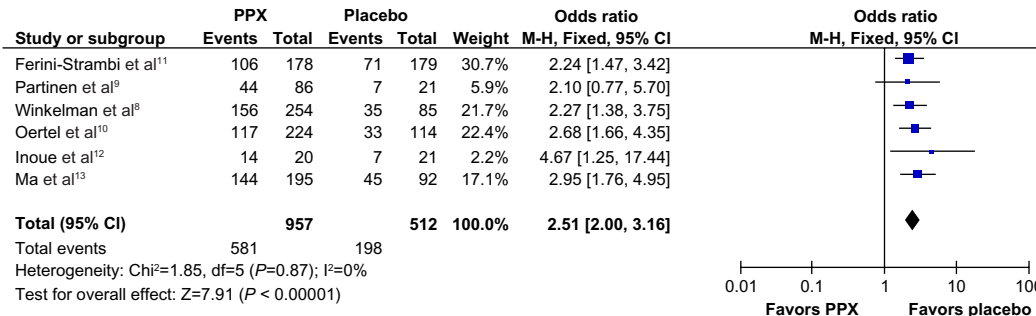 PPX Placebo Odds ratio Odds ratio
Study or subgroup Events Total Events Total Weight M-H, Fixed, 95% CI M-H, Fixed, 95% CI
Ferini-Strambi et al¹¹ 106 178 71 179 30.7% 2.24 [1.47, 3.42]
Partinen et al⁹ 44 86 7 21 5.9% 2.10 [0.77, 5.70]
Winkelman et al⁸ 156 254 35 85 21.7% 2.27 [1.38, 3.75]
Oertel et al¹⁰ 117 224 33 114 22.4% 2.68 [1.66, 4.35]
Inoue et al¹² 14 20 7 21 2.2% 4.67 [1.25, 17.44]
Ma et al¹³ 144 195 45 92 17.1% 2.95 [1.76, 4.95]
Total (95% CI) 957 512 100.0% 2.51 [2.00, 3.16]
Total events 581 198
Heterogeneity: Chi²=1.85, df=5 (P=0.87); I²=0%
Test for overall effect: Z=7.91 (P < 0.00001)
0.01 0.1 1 10 100
Favors PPX Favors placebo